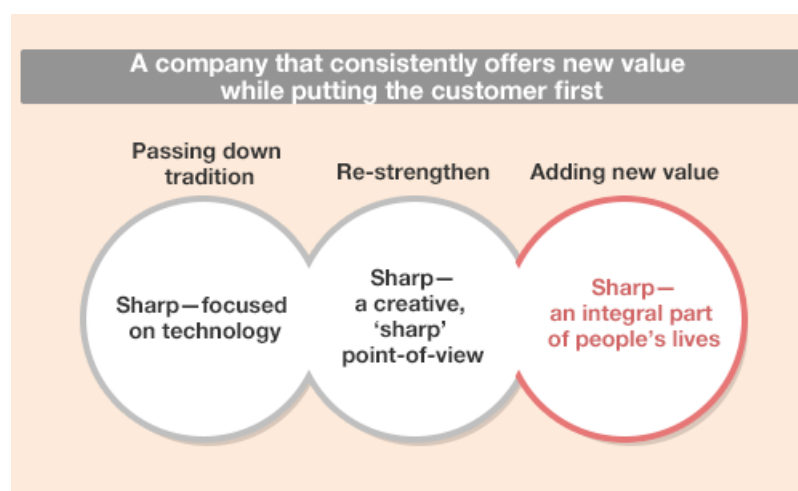 A company that consistently offers new value
while putting the customer first
Passing down
tradition
Re-strengthen
Adding new value
Sharp—focused
on technology
Sharp—
a creative,
‘sharp’
point-of-view
Sharp—
an integral part
of people’s lives